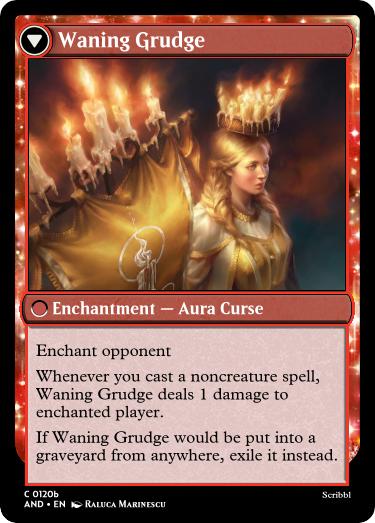 Waning Grudge
Enchantment — Aura Curse
Enchant opponent
Whenever you cast a noncreature spell,
Waning Grudge deals 1 damage to
enchanted player.
If Waning Grudge would be put into a
graveyard from anywhere, exile it instead.
C 0120b
Scribbl
AND • EN Raluca Marinescu